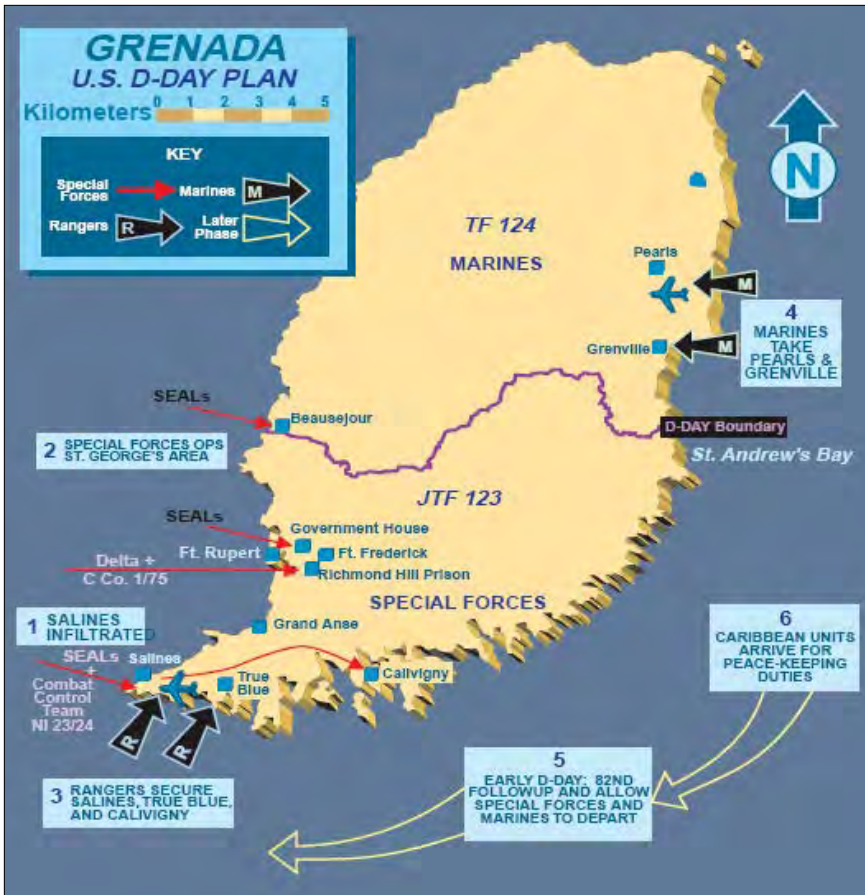 GRENADA
U.S. D-DAY PLAN
Kilometers 0 1 2 3 4 5
KEY
Special
Forces
Marines
M
Rangers
R
Later
Phase
N
TF 124
MARINES
Pearls
M
Grenville
M
4
MARINES
TAKE
PEARLS &
GRENVILLE
SEALs
Beausejour
D-DAY Boundary
St. Andrew's Bay
2 SPECIAL FORCES OPS
ST. GEORGE'S AREA
JTF 123
SEALs
Government House
Ft. Rupert
Ft. Frederick
Delta +
C Co. 1/75
Richmond Hill Prison
SPECIAL FORCES
1 SALINES
INFILTRATED
Grand Anse
SEALs
+
Combat
Control
Team
NI 23/24
Salines
True
Blue
Calivigny
R
R
3 RANGERS SECURE
SALINES, TRUE BLUE,
AND CALIVIGNY
6
CARIBBEAN UNITS
ARRIVE FOR
PEACE-KEEPING
DUTIES
5
EARLY D-DAY: 82ND
FOLLOWUP AND ALLOW
SPECIAL FORCES AND
MARINES TO DEPART